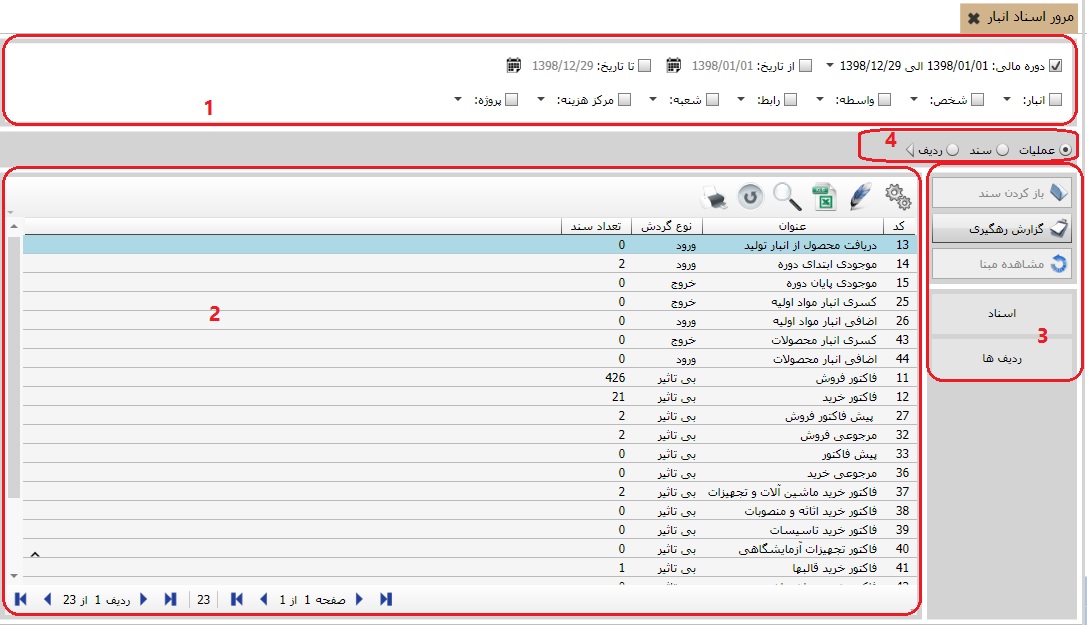 مرور اسناد انبار
دوره مالی: 1398/01/01 الی 1398/12/29 از تاریخ: 1398/01/01 تا تاریخ: 1398/12/29
انبار: شخص: واسطه: رابط: شعبه: مرکز هزینه: پروژه:
1
عملیات سند ردیف
4
باز کردن سند
گزارش رهگیری
مشاهده مبنا
اسناد
ردیف ها
3
کد عنوان نوع گردش تعداد سند
13 دریافت محصول از انبار تولید ورود 0
14 موجودی ابتدای دوره ورود 2
15 موجودی پایان دوره خروج 0
25 کسری انبار مواد اولیه خروج 0
26 اضافی انبار مواد اولیه ورود 0
43 کسری انبار محصولات خروج 0
44 اضافی انبار محصولات ورود 0
11 فاکتور فروش بی تاثیر 426
12 فاکتور خرید بی تاثیر 21
27 پیش فاکتور فروش بی تاثیر 2
32 مرجوعی فروش بی تاثیر 2
33 پیش فاکتور بی تاثیر 0
36 مرجوعی خرید بی تاثیر 0
37 فاکتور خرید ماشین آلات و تجهیزات بی تاثیر 2
38 فاکتور خرید اثاثه و منصوبات بی تاثیر 0
39 فاکتور خرید تاسیسات بی تاثیر 0
40 فاکتور تجهیزات آزمایشگاهی بی تاثیر 0
41 فاکتور خرید قالبها بی تاثیر 1
2
صفحه 1 از 1 23 ردیف 1 از 23